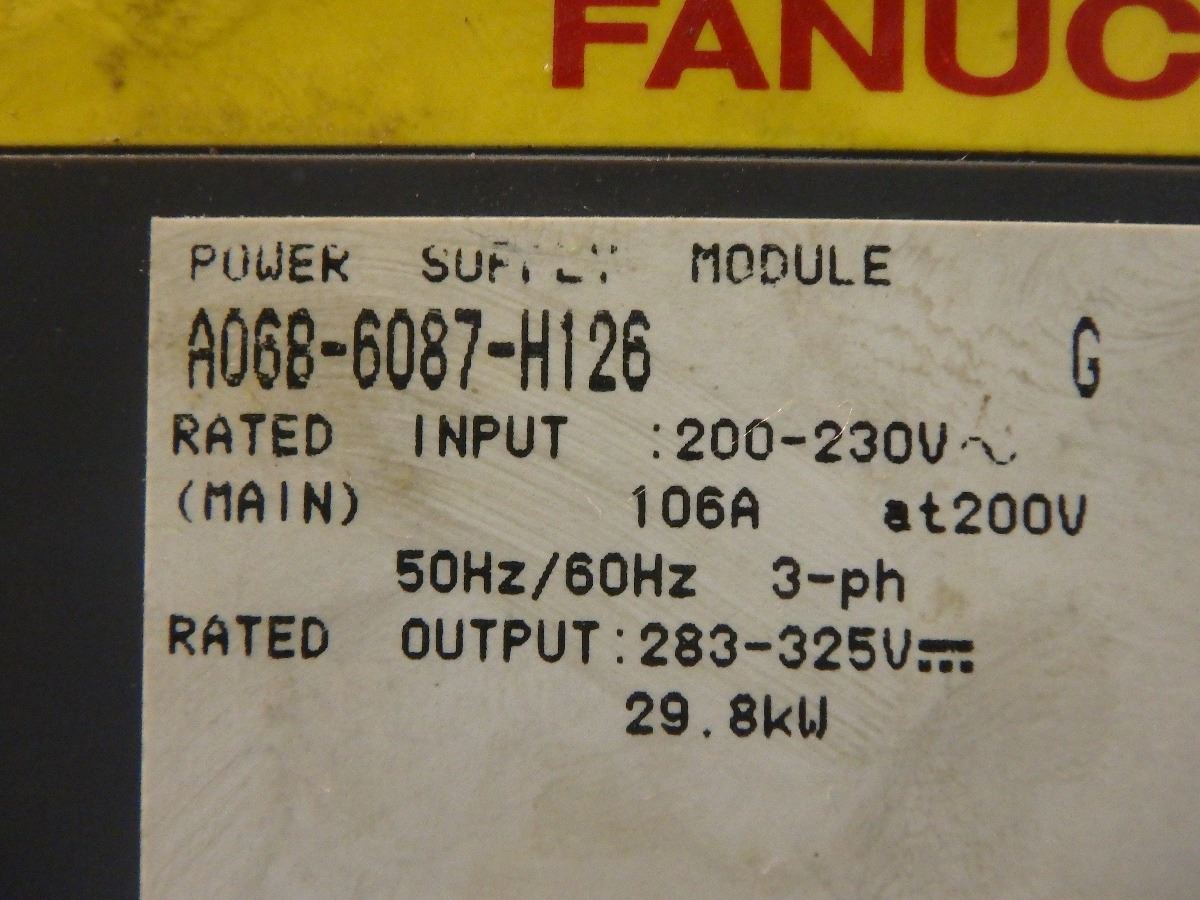 FANUC
POWER SUPPLY MODULE
A06B-6087-H126 G
RATED INPUT :200-230V~
(MAIN) 106A at200V
50Hz/60Hz 3-ph
RATED OUTPUT:283-325V⎓
29.8kW